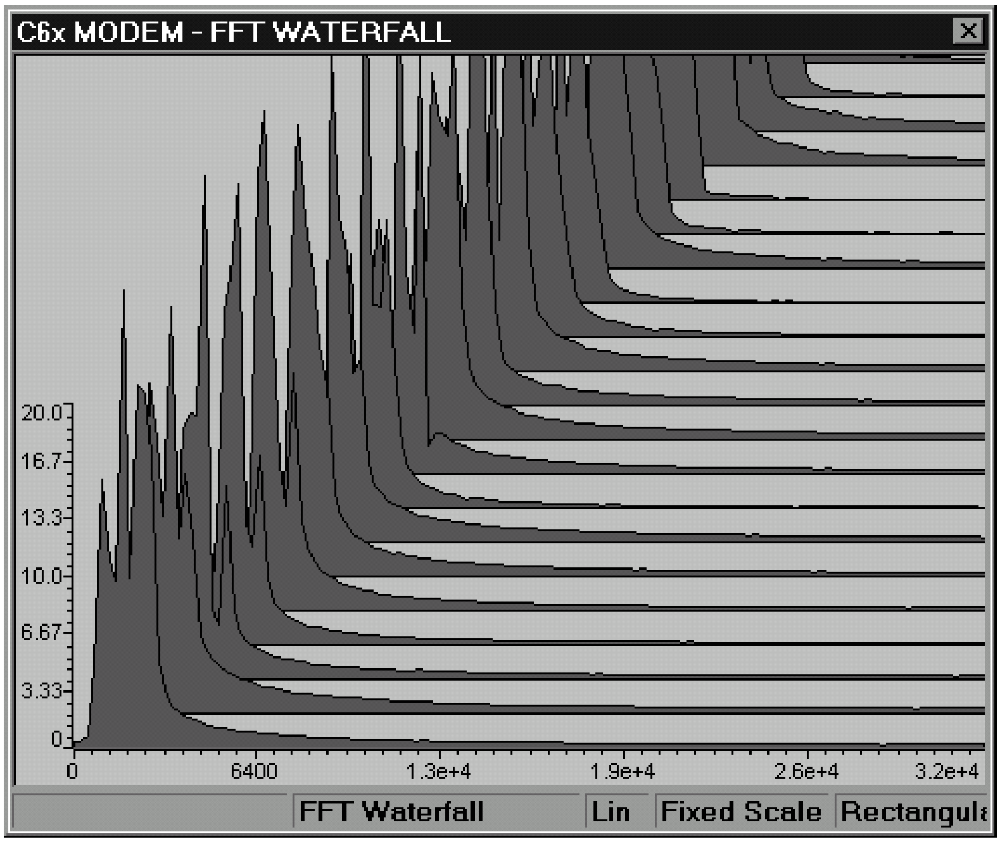 C6x MODEM - FFT WATERFALL
20.0
16.7
13.3
10.0
6.67
3.33
0
0 6400 1.3e+4 1.9e+4 2.6e+4 3.2e+4
FFT Waterfall Lin Fixed Scale Rectangula